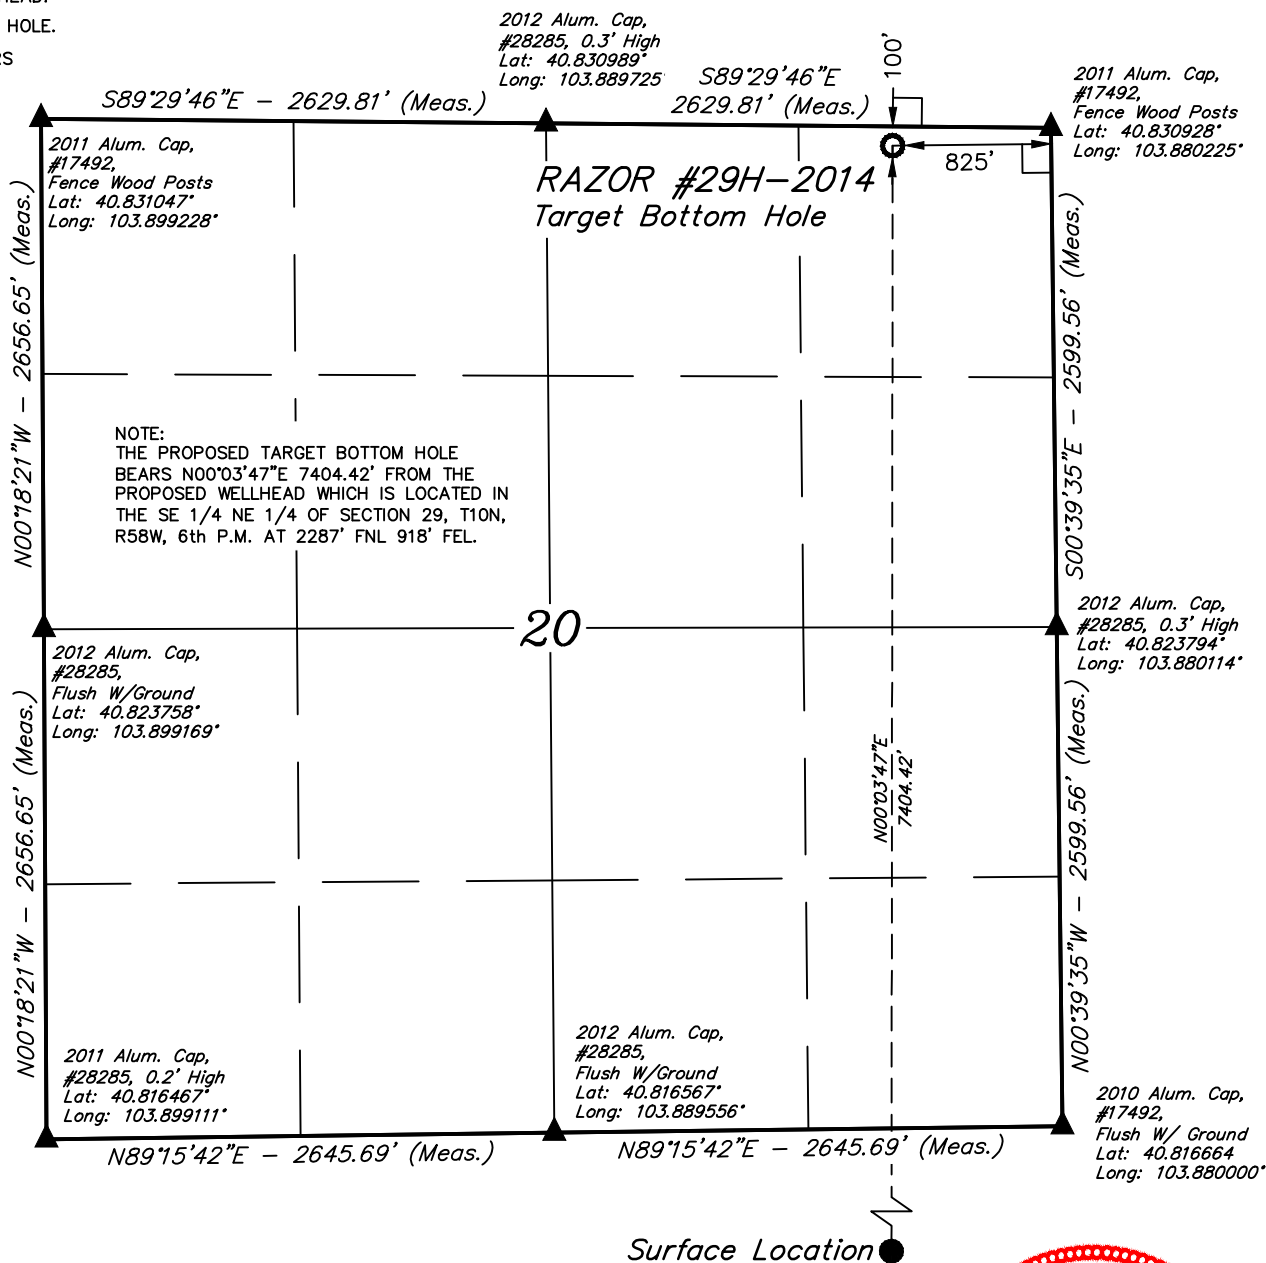 HOLE.
2012 Alum. Cap,
#28285, 0.3' High
Lat: 40.830989°
Long: 103.889725°
100'
2011 Alum. Cap,
#17492,
Fence Wood Posts
Lat: 40.830928°
Long: 103.880225°
S89°29'46"E - 2629.81' (Meas.)
S89°29'46"E
2629.81' (Meas.)
2011 Alum. Cap,
#17492,
Fence Wood Posts
Lat: 40.831047°
Long: 103.899228°
825'
RAZOR #29H-2014
Target Bottom Hole
N00°18'21"W - 2656.65' (Meas.)
S00°39'35"E - 2599.56' (Meas.)
NOTE:
THE PROPOSED TARGET BOTTOM HOLE
BEARS N00°03'47"E 7404.42' FROM THE
PROPOSED WELLHEAD WHICH IS LOCATED IN
THE SE 1/4 NE 1/4 OF SECTION 29, T10N,
R58W, 6th P.M. AT 2287' FNL 918' FEL.
20
2012 Alum. Cap,
#28285, 0.3' High
Lat: 40.823794°
Long: 103.880114°
2012 Alum. Cap,
#28285,
Flush W/Ground
Lat: 40.823758°
Long: 103.899169°
N00°03'47"E
7404.42'
N00°18'21"W - 2656.65' (Meas.)
N00°39'35"W - 2599.56' (Meas.)
2011 Alum. Cap,
#28285, 0.2' High
Lat: 40.816467°
Long: 103.899111°
2012 Alum. Cap,
#28285,
Flush W/Ground
Lat: 40.816567°
Long: 103.889556°
2010 Alum. Cap,
#17492,
Flush W/ Ground
Lat: 40.816664
Long: 103.880000°
N89°15'42"E - 2645.69' (Meas.)
N89°15'42"E - 2645.69' (Meas.)
Surface Location